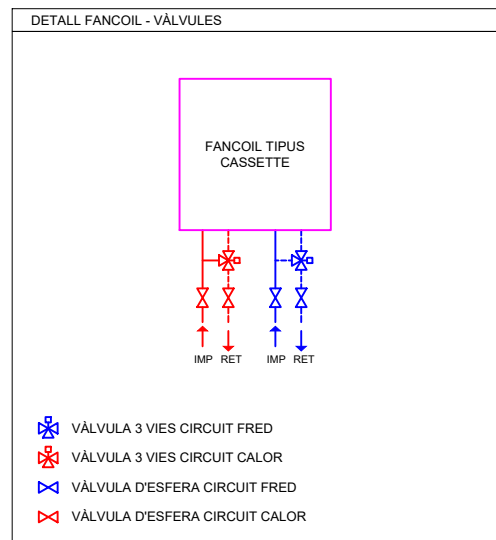 DETALL FANCOIL - VÀLVULES
FANCOIL TIPUS
CASSETTE
IMP RET IMP RET
VÀLVULA 3 VIES CIRCUIT FRED
VÀLVULA 3 VIES CIRCUIT CALOR
VÀLVULA D'ESFERA CIRCUIT FRED
VÀLVULA D'ESFERA CIRCUIT CALOR